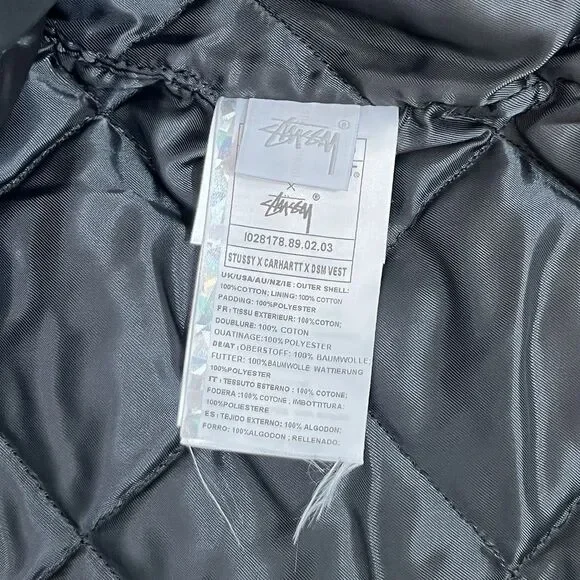 STÜSSY ®
F
×
STÜSSY ®
I028178.89.02.03
STUSSY X CARHARTT X DSM VEST
UK/USA/AU/NZ/IE: OUTER SHELL:
100%COTTON; LINING: 100% COTTON
PADDING: 100%POLYESTER
FR: TISSU EXTERIEUR: 100%COTON;
DOUBLURE: 100% COTON
OUATINAGE: 100%POLYESTER
DE/AT: OBERSTOFF: 100% BAUMWOLLE;
FUTTER: 100%BAUMWOLLE WATTIERUNG
100%POLYESTER
IT: TESSUTO ESTERNO : 100% COTONE;
FODERA :100% COTONE ; IMBOTTITURA:
100%POLIESTERE
ES: TEJIDO EXTERNO: 100% ALGODON;
FORRO: 100%ALGODON ; RELLENADO: